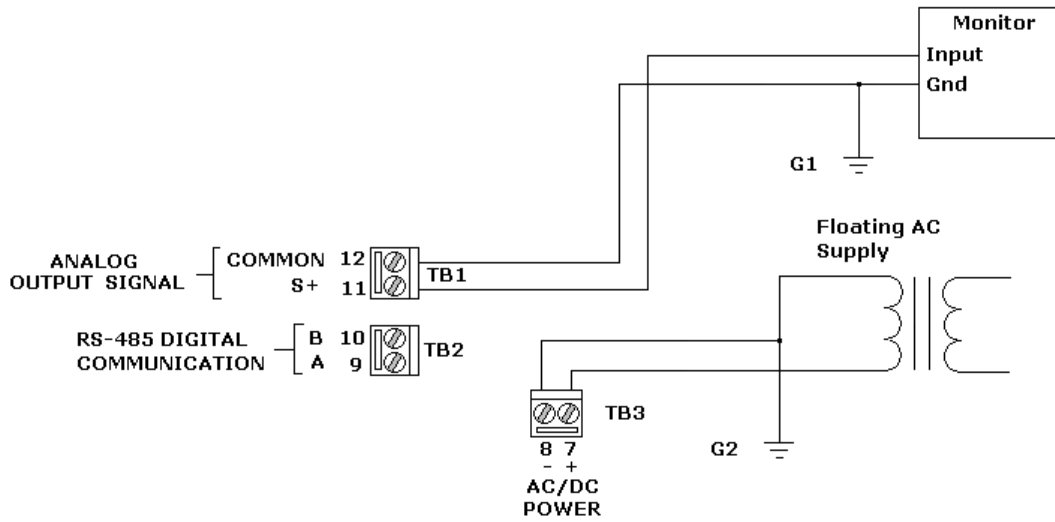 Monitor
Input
Gnd
G1
Floating AC
Supply
ANALOG
OUTPUT SIGNAL
COMMON 12
S+ 11
TB1
RS-485 DIGITAL
COMMUNICATION
B 10
A 9
TB2
TB3
8 7
- +
AC/DC
POWER
G2